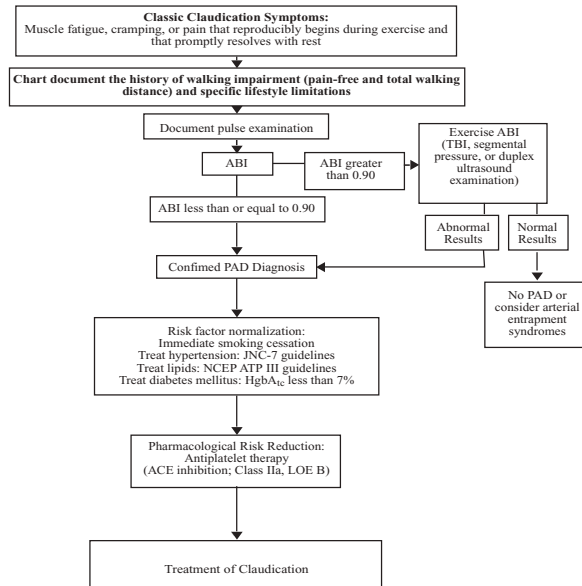 Classic Claudication Symptoms:
Muscle fatigue, cramping, or pain that reproducibly begins during exercise and
that promptly resolves with rest
Chart document the history of walking impairment (pain-free and total walking
distance) and specific lifestyle limitations
Document pulse examination
ABI
ABI greater
than 0.90
Exercise ABI
(TBI, segmental
pressure, or duplex
ultrasound
examination)
ABI less than or equal to 0.90
Abnormal
Results
Normal
Results
Confimed PAD Diagnosis
No PAD or
consider arterial
entrapment
syndromes
Risk factor normalization:
Immediate smoking cessation
Treat hypertension: JNC-7 guidelines
Treat lipids: NCEP ATP III guidelines
Treat diabetes mellitus: HgbAtc less than 7%
Pharmacological Risk Reduction:
Antiplatelet therapy
(ACE inhibition; Class IIa, LOE B)
Treatment of Claudication